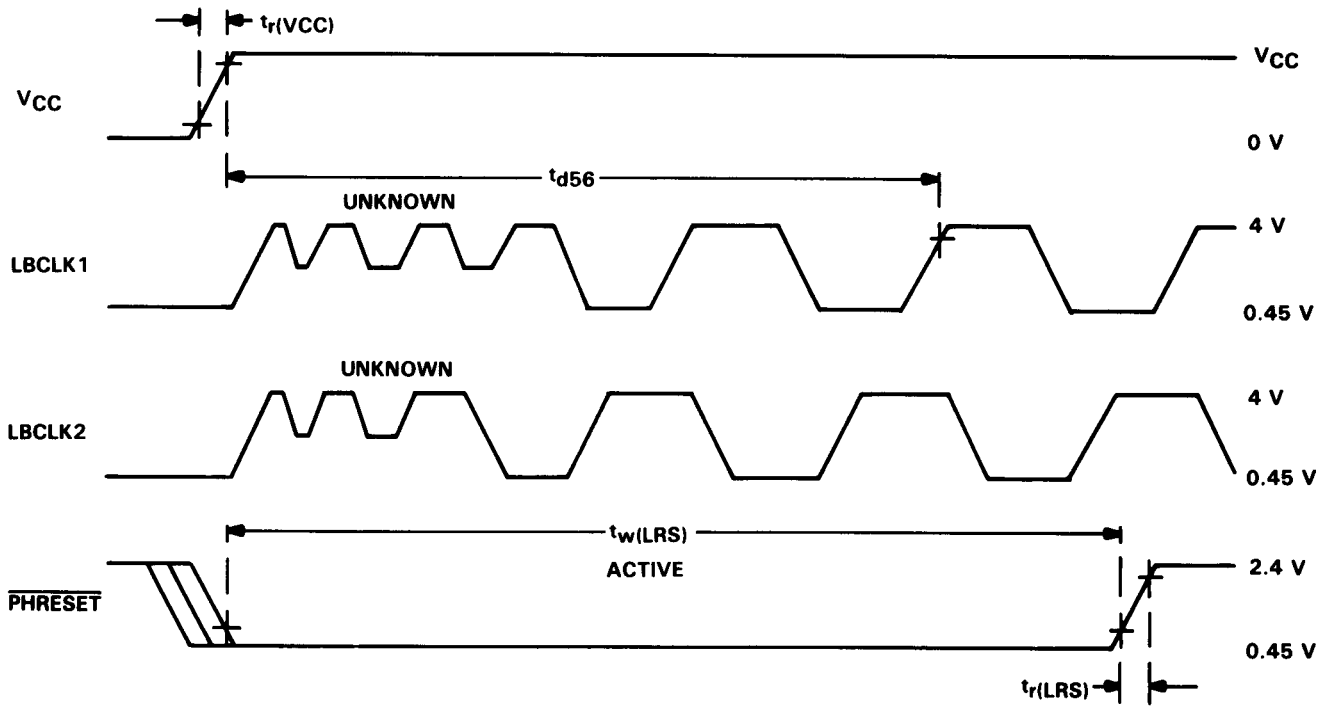 tr(VCC)
VCC
VCC
0 V
td56
UNKNOWN
4 V
LBCLK1
0.45 V
UNKNOWN
4 V
LBCLK2
0.45 V
tw(LRS)
ACTIVE
2.4 V
PHRESET
0.45 V
tr(LRS)